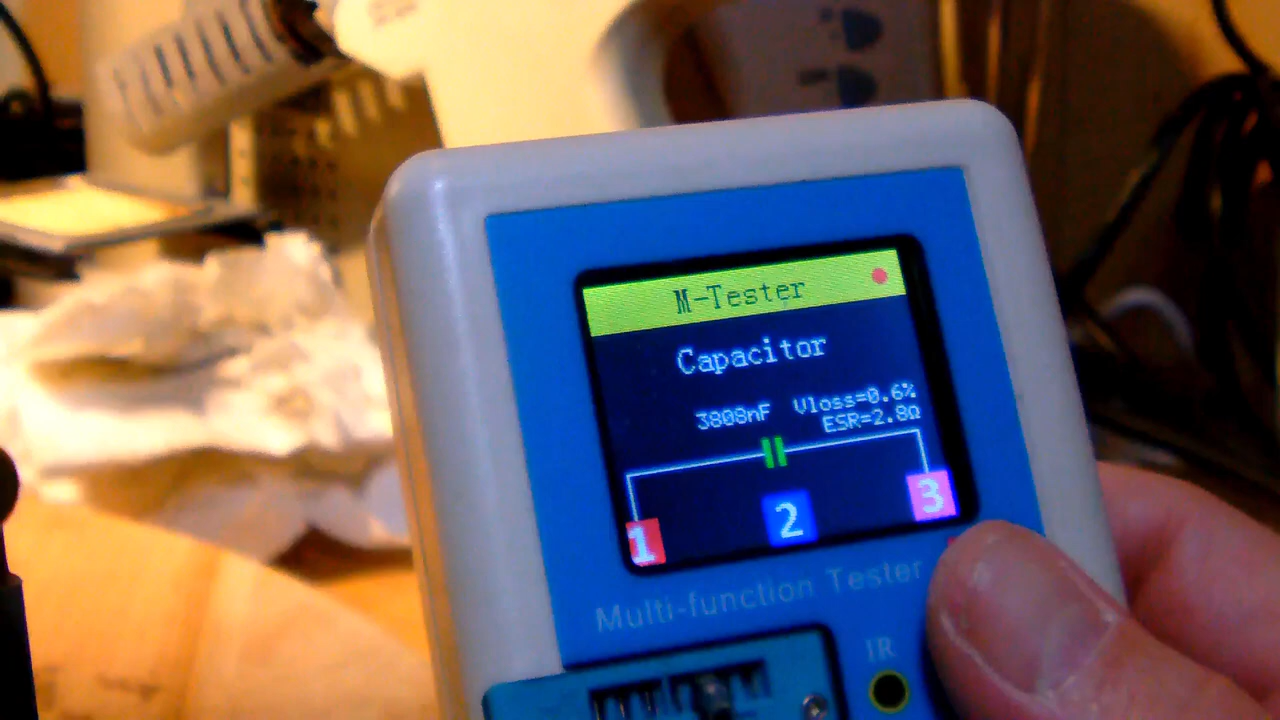 M-Tester
Capacitor
3808nF Vloss=0.6%
ESR=2.8Ω
1 2 3
Multi-function Tester
IR